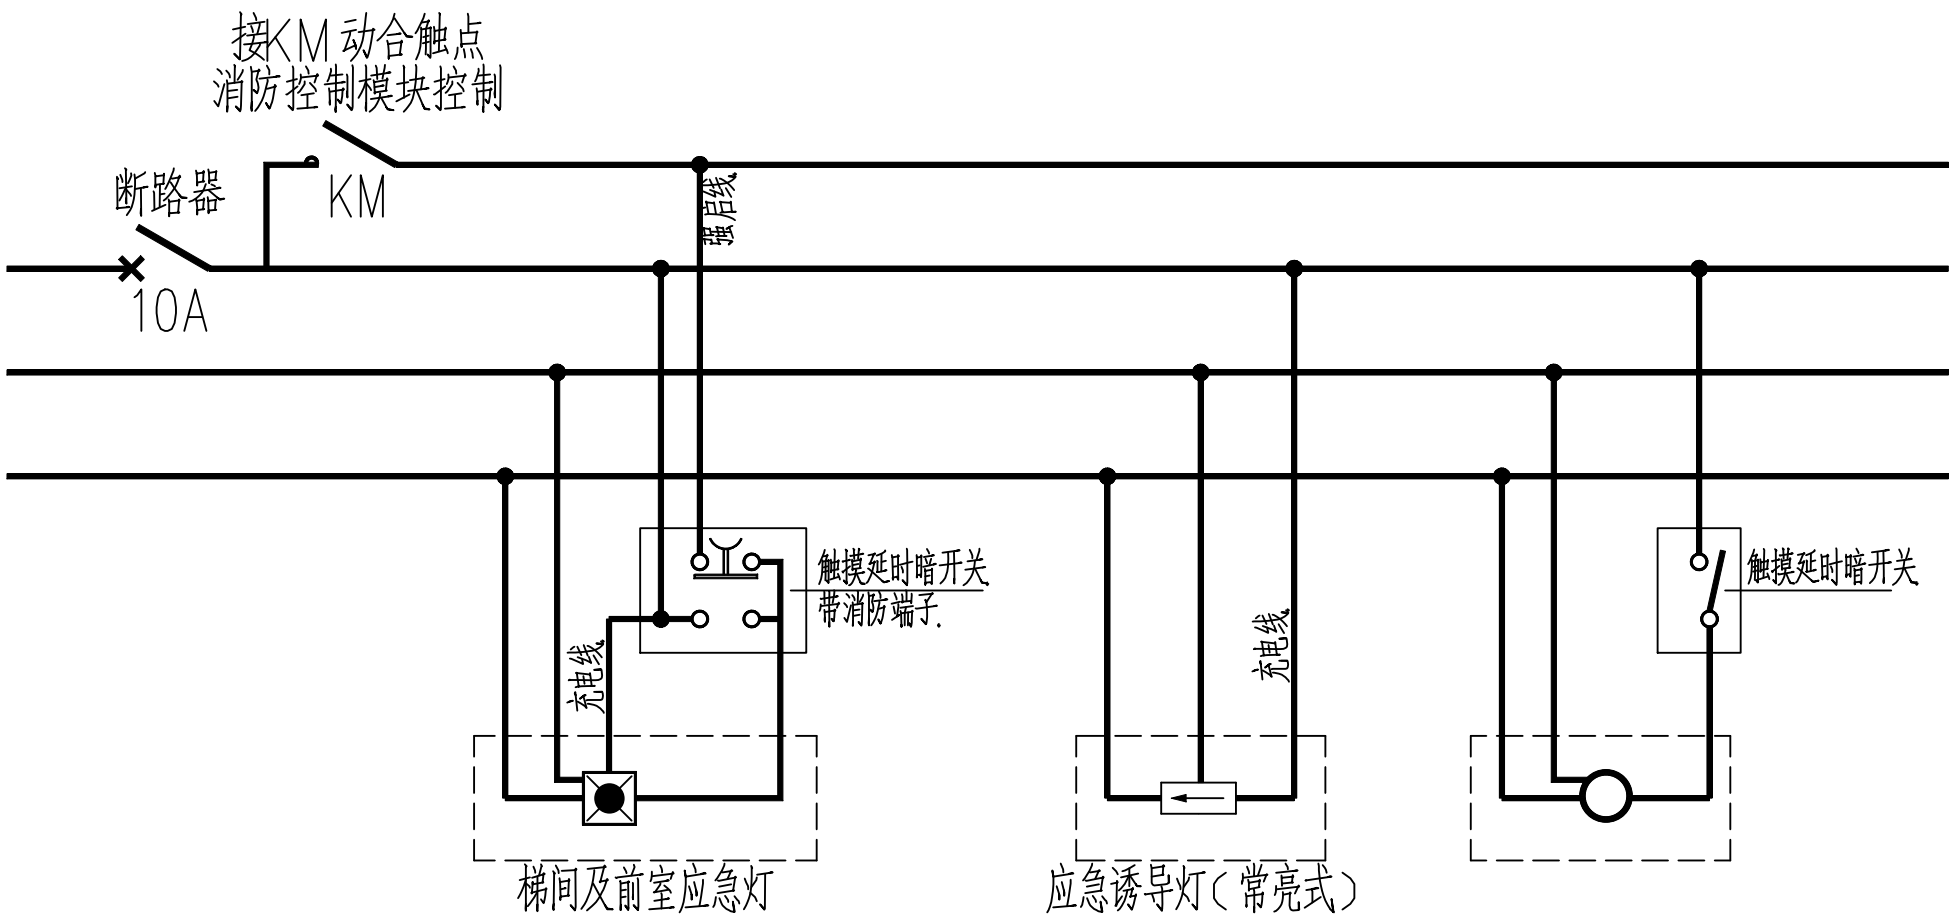 接KM动合触点
消防控制模块控制
断路器
KM
10A
强启线
触摸延时暗开关
带消防端子.
充电线
充电线
触摸延时暗开关
梯间及前室应急灯
应急诱导灯(常亮式)